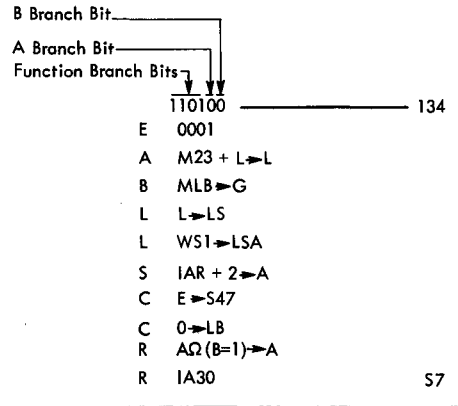 B Branch Bit
A Branch Bit
Function Branch Bits
110100 134
E 0001
A M23 + L➛L
B MLB➛G
L L➛LS
L WS1➛LSA
S IAR + 2➛A
C E➛S47
C 0➛LB
R AΩ (B=1)➛A
R IA30 S7